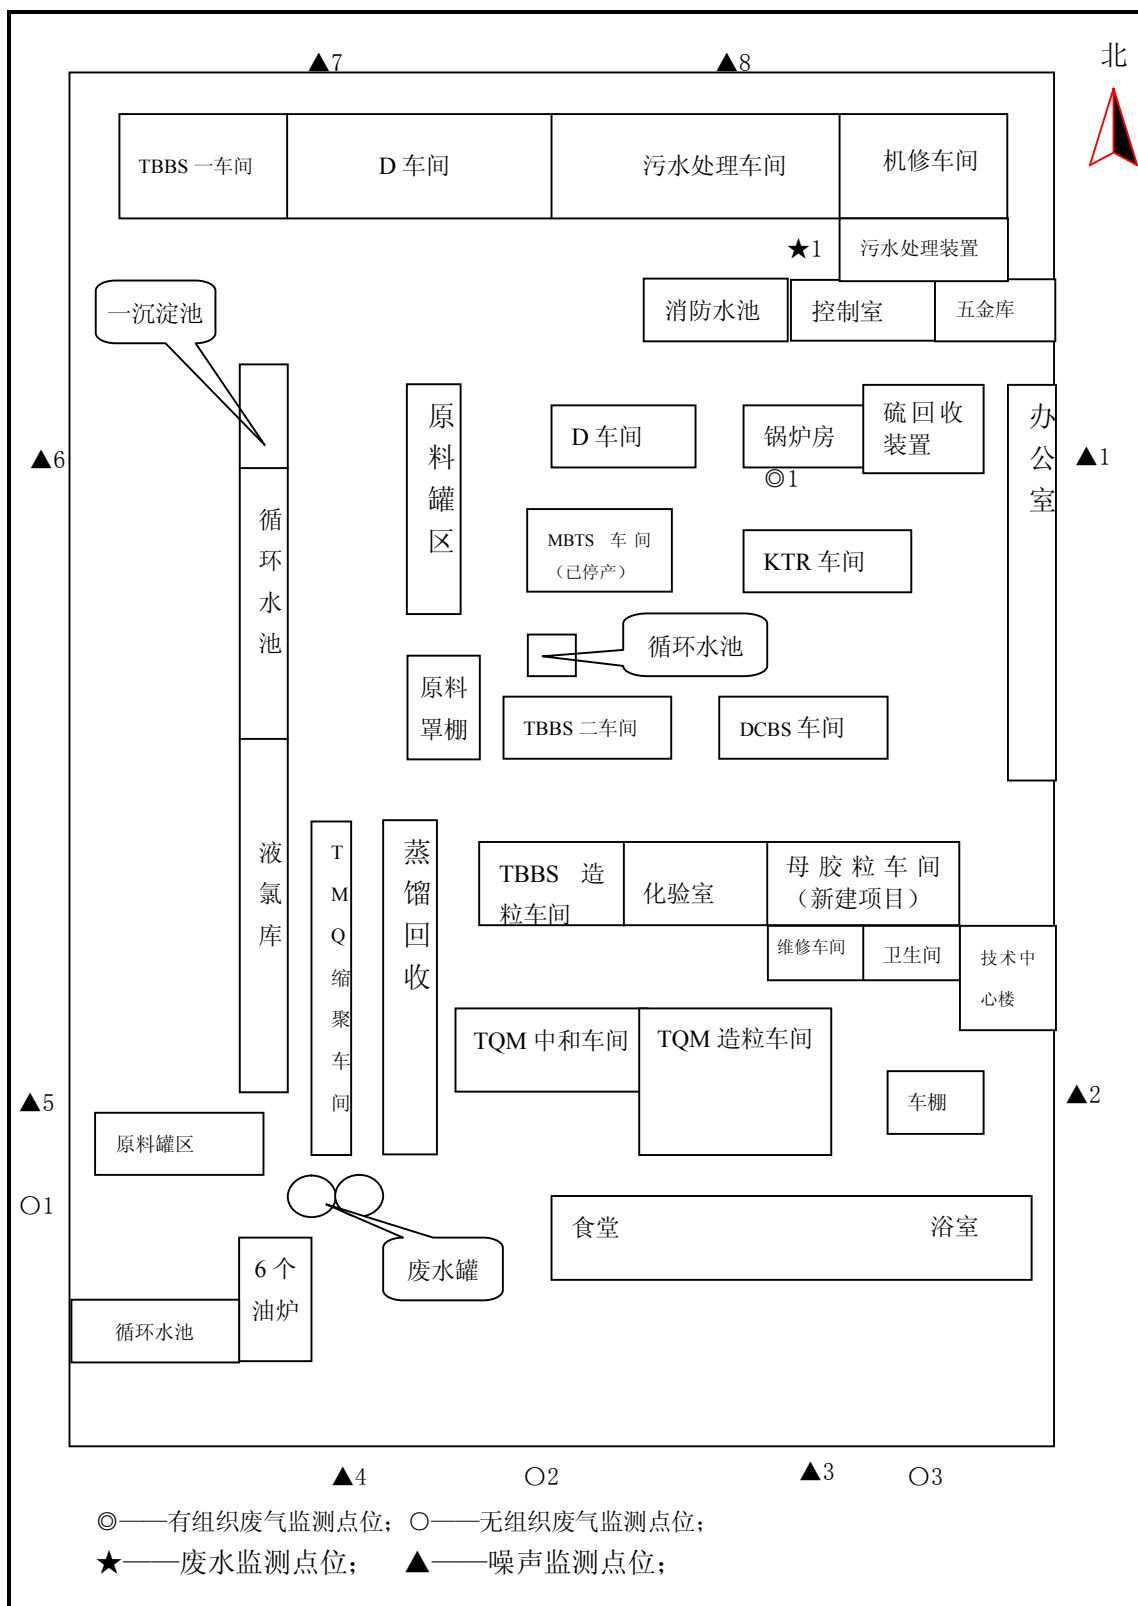 ▲7
▲8
北
TBBS 一车间
D 车间
污水处理车间
机修车间
★1
污水处理装置
一沉淀池
消防水池
控制室
五金库
原料罐区
D 车间
锅炉房
硫回收
装置
办公室
▲6
▲1
◎1
循环水池
MBTS 车间
（已停产）
KTR 车间
循环水池
原料
罩棚
TBBS 二车间
DCBS 车间
液氯库
TMQ缩聚车间
蒸馏回收
TBBS 造
粒车间
化验室
母胶粒车间
（新建项目）
维修车间
卫生间
技术中
心楼
TQM 中和车间
TQM 造粒车间
▲5
车棚
▲2
原料罐区
○1
食堂
浴室
废水罐
6 个
油炉
循环水池
▲4
○2
▲3
○3
◎——有组织废气监测点位；○——无组织废气监测点位；
★——废水监测点位； ▲——噪声监测点位；